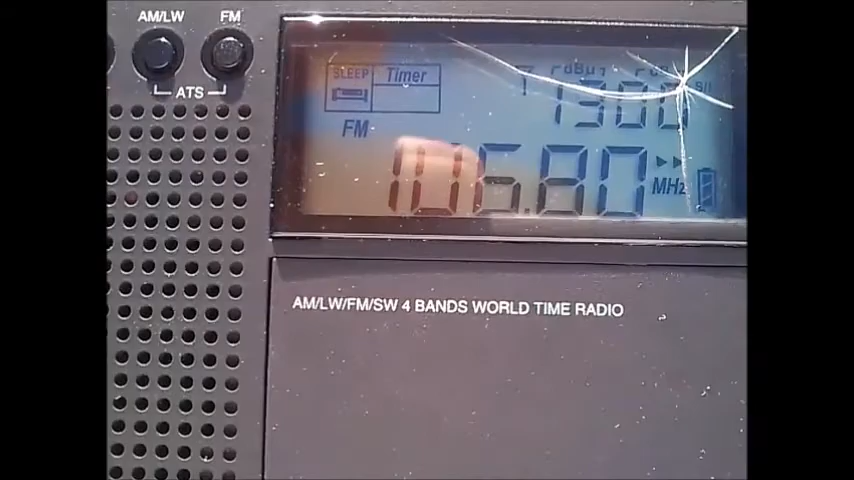 AM/LW FM
ATS
SLEEP Timer
FM
106.80 MHz
AM/LW/FM/SW 4 BANDS WORLD TIME RADIO